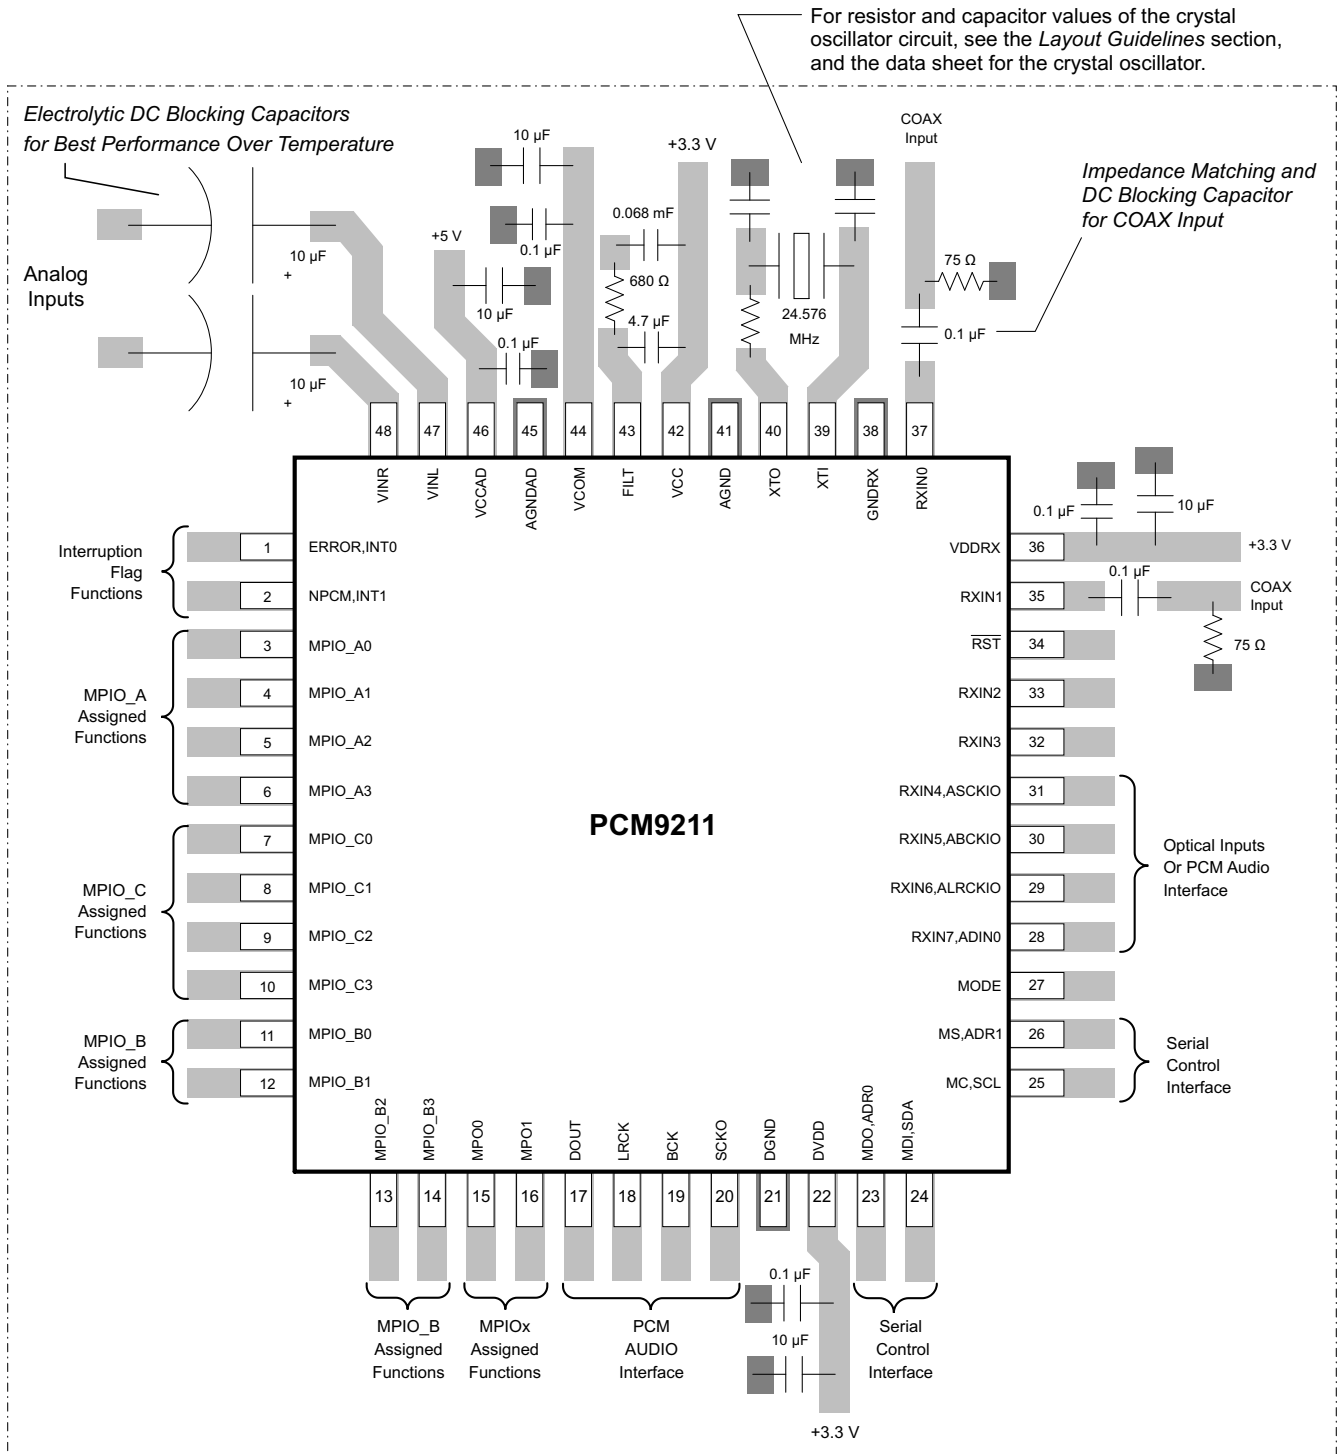 For resistor and capacitor values of the crystal
oscillator circuit, see the Layout Guidelines section,
and the data sheet for the crystal oscillator.
Electrolytic DC Blocking Capacitors
for Best Performance Over Temperature
COAX
Input
Impedance Matching and
DC Blocking Capacitor
for COAX Input
10 µF
0.1 µF
+3.3 V
0.068 mF
680 Ω
4.7 µF
+5 V
10 µF
0.1 µF
24.576
MHz
75 Ω
0.1 µF
Analog
Inputs
10 µF
+
10 µF
+
48
47
46
45
44
43
42
41
40
39
38
37
VINR
VINL
VCCAD
AGNDAD
VCOM
FILT
VCC
AGND
XTO
XTI
GNDRX
RXIN0
Interruption
Flag
Functions
1
ERROR,INT0
2
NPCM,INT1
MPIO_A
Assigned
Functions
3
MPIO_A0
4
MPIO_A1
5
MPIO_A2
6
MPIO_A3
MPIO_C
Assigned
Functions
7
MPIO_C0
8
MPIO_C1
9
MPIO_C2
10
MPIO_C3
MPIO_B
Assigned
Functions
11
MPIO_B0
12
MPIO_B1
PCM9211
0.1 µF
10 µF
VDDRX
36
+3.3 V
0.1 µF
RXIN1
35
COAX
Input
75 Ω
RST
34
RXIN2
33
RXIN3
32
RXIN4,ASCKIO
31
RXIN5,ABCKIO
30
RXIN6,ALRCKIO
29
RXIN7,ADIN0
28
Optical Inputs
Or PCM Audio
Interface
MODE
27
MS,ADR1
26
MC,SCL
25
Serial
Control
Interface
MPIO_B2
MPIO_B3
MPO0
MPO1
DOUT
LRCK
BCK
SCKO
DGND
DVDD
MDO,ADR0
MDI,SDA
13
14
15
16
17
18
19
20
21
22
23
24
MPIO_B
Assigned
Functions
MPIOx
Assigned
Functions
PCM
AUDIO
Interface
0.1 µF
10 µF
+3.3 V
Serial
Control
Interface